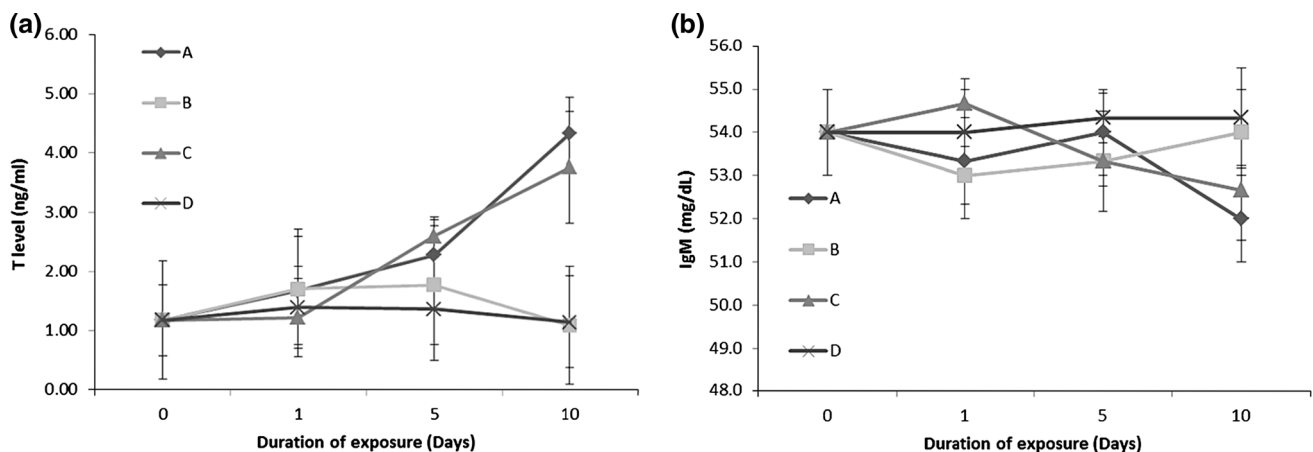 (a)
6.00
5.00
4.00
3.00
2.00
1.00
0.00
T level (ng/ml)
A
B
C
D
0 1 5 10
Duration of exposure (Days)
(b)
56.0
55.0
54.0
53.0
52.0
51.0
50.0
49.0
48.0
IgM (mg/dL)
A
B
C
D
0 1 5 10
Duration of exposure (Days)